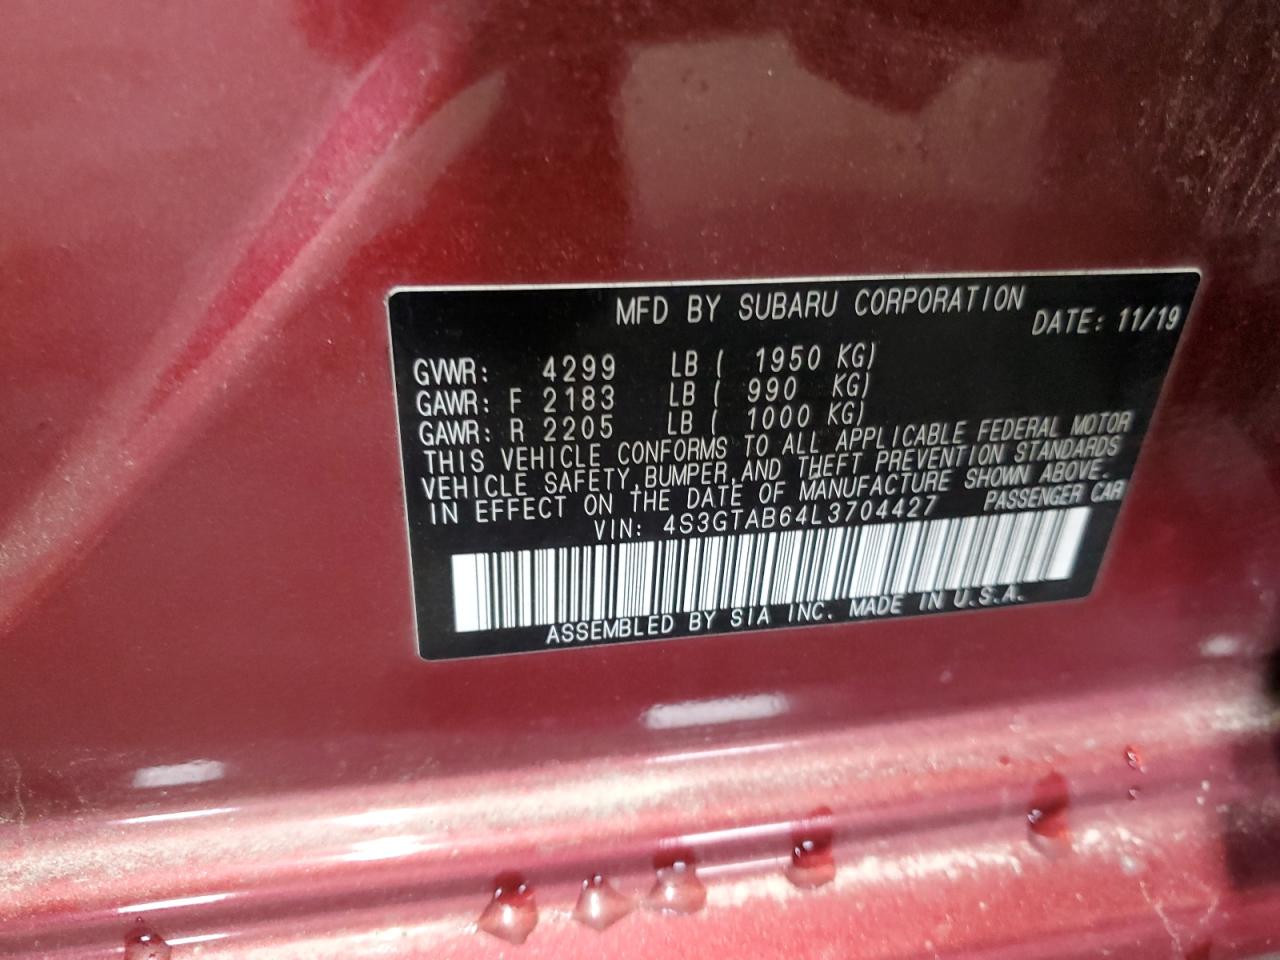 MFD BY SUBARU CORPORATION
DATE: 11/19
GVWR: 4299 LB ( 1950 KG)
GAWR: F 2183 LB ( 990 KG)
GAWR: R 2205 LB ( 1000 KG)
THIS VEHICLE CONFORMS TO ALL APPLICABLE FEDERAL MOTOR
VEHICLE SAFETY,BUMPER,AND THEFT PREVENTION STANDARDS
IN EFFECT ON THE DATE OF MANUFACTURE SHOWN ABOVE.
VIN: 4S3GTAB64L3704427 PASSENGER CAR
ASSEMBLED BY SIA INC. MADE IN U.S.A.